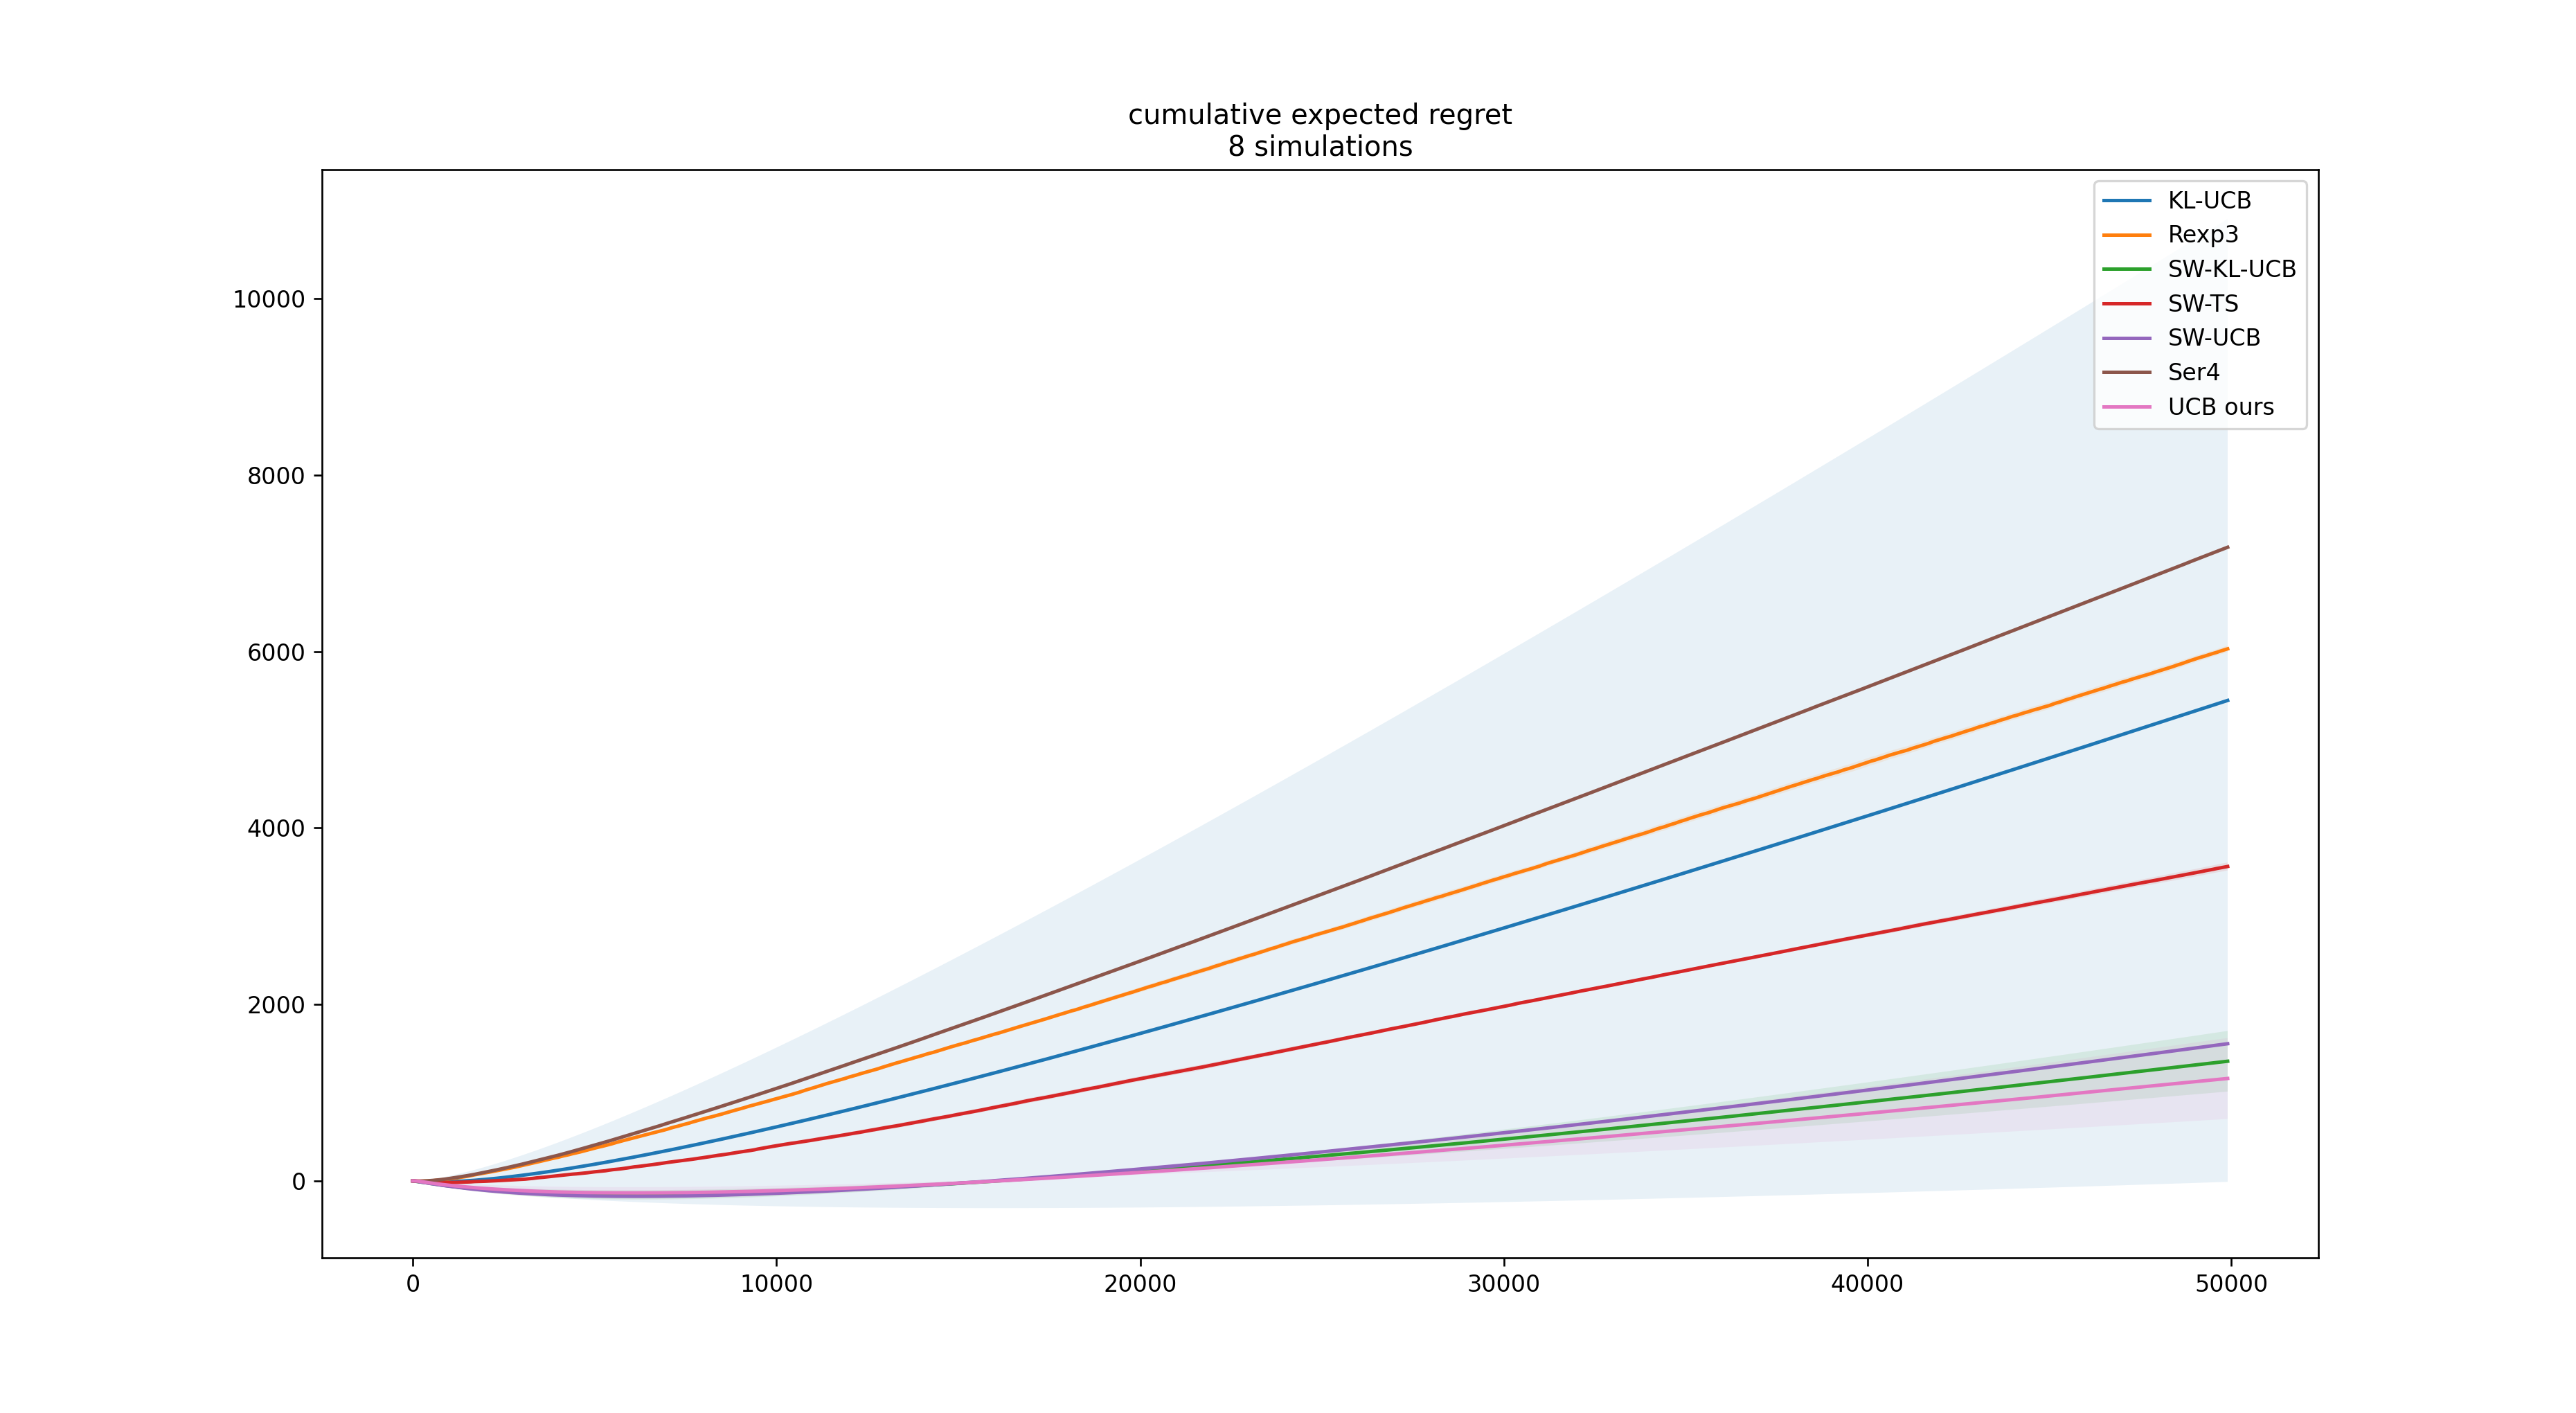 cumulative expected regret
8 simulations
KL-UCB
Rexp3
SW-KL-UCB
SW-TS
SW-UCB
Ser4
UCB ours
10000
8000
6000
4000
2000
0
0
10000
20000
30000
40000
50000